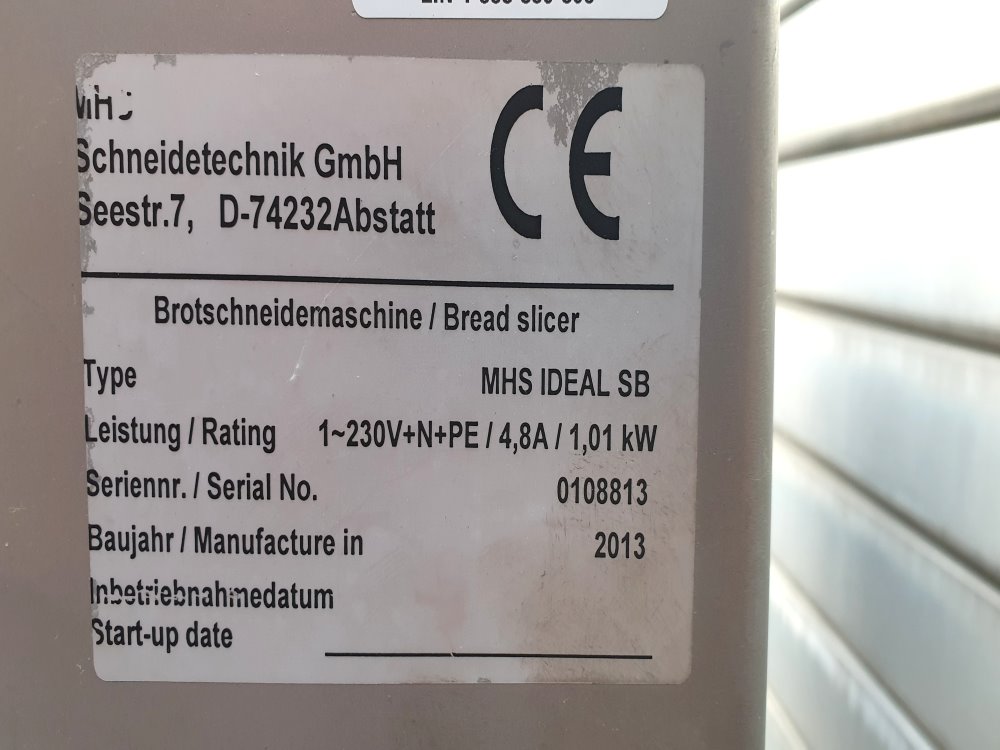 MHS
Schneidetechnik GmbH
Seestr.7, D-74232Abstatt
CE
Brotschneidemaschine / Bread slicer
Type MHS IDEAL SB
Leistung / Rating 1~230V+N+PE / 4,8A / 1,01 kW
Seriennr. / Serial No. 0108813
Baujahr / Manufacture in 2013
Inbetriebnahmedatum
Start-up date